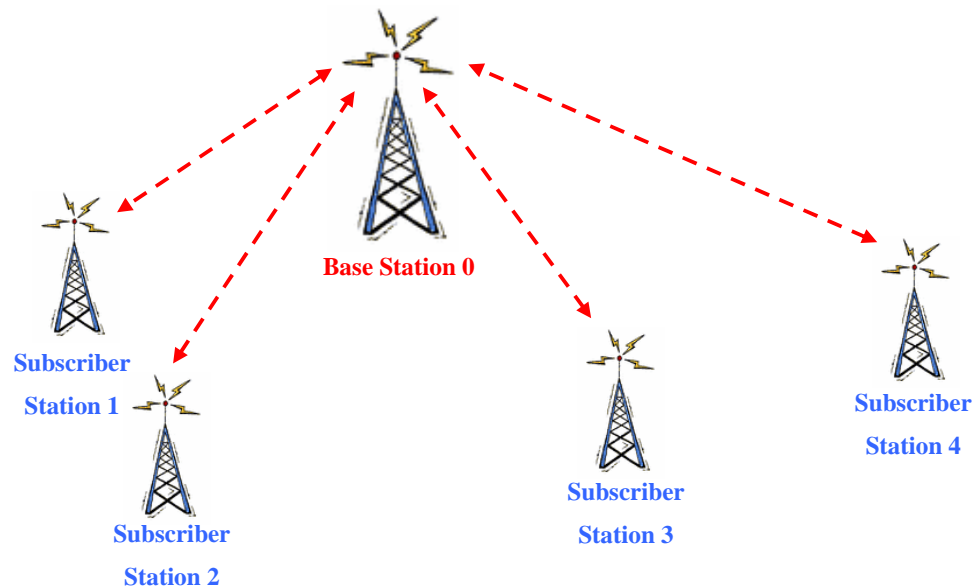 Base Station 0
Subscriber
Station 1
Subscriber
Station 2
Subscriber
Station 3
Subscriber
Station 4